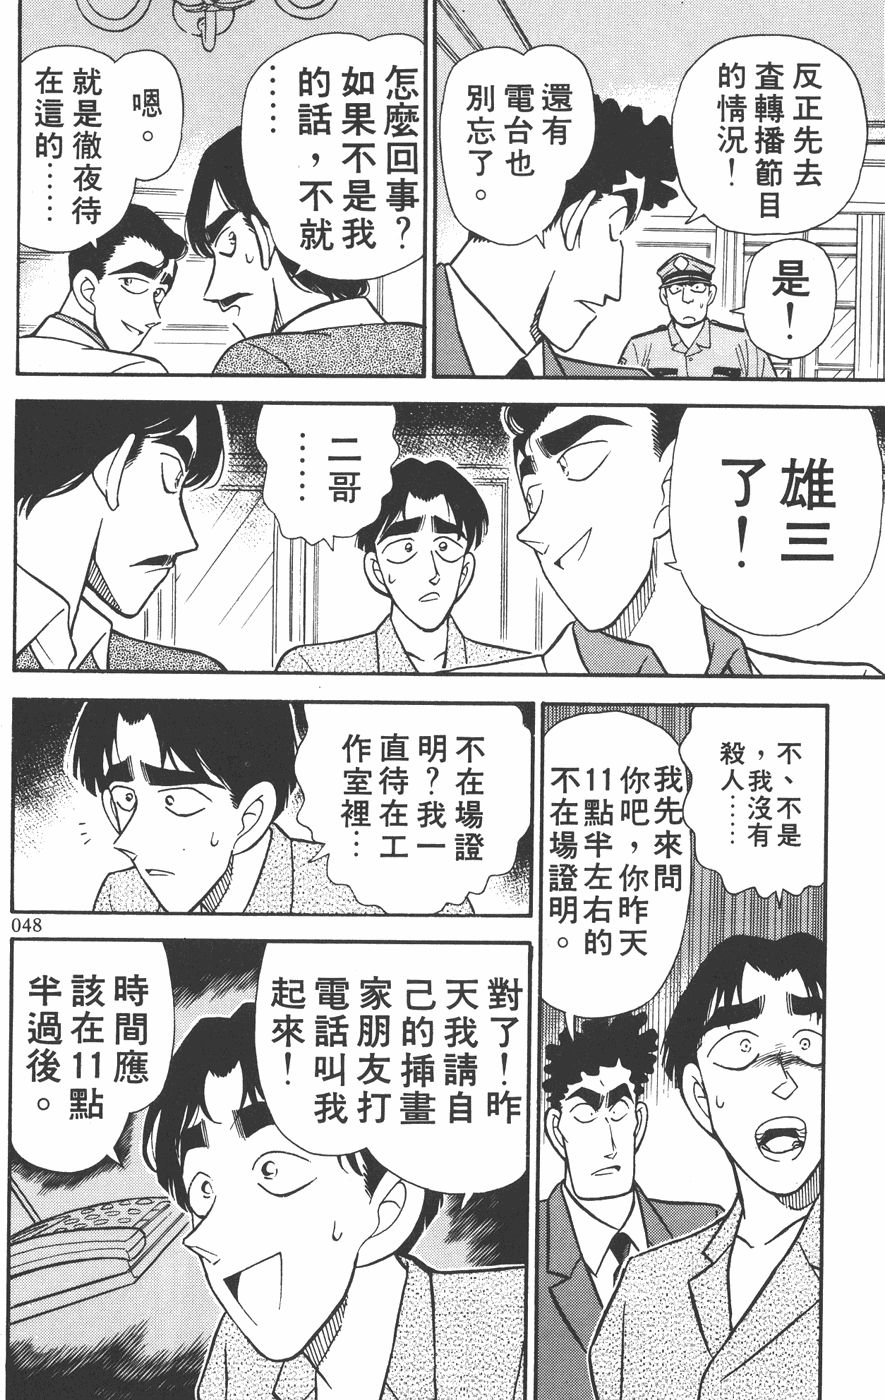 反正先去
查轉播節目
的情況！
是！
還有
電台也
別忘了。
怎麼回事？
如果不是我
的話，不就
……
嗯。
就是徹夜待
在這的……
雄三
了！
二哥
……
不、不是
，我沒有
殺人……
我先來問
你吧，你昨天
11點半左右的
不在場證明。
不在場證
明？我一
直待在工
作室裡…
對了！昨
天我請自
己的插畫
家朋友打
電話叫我
起來！
時間應
該在11點
半過後。
048